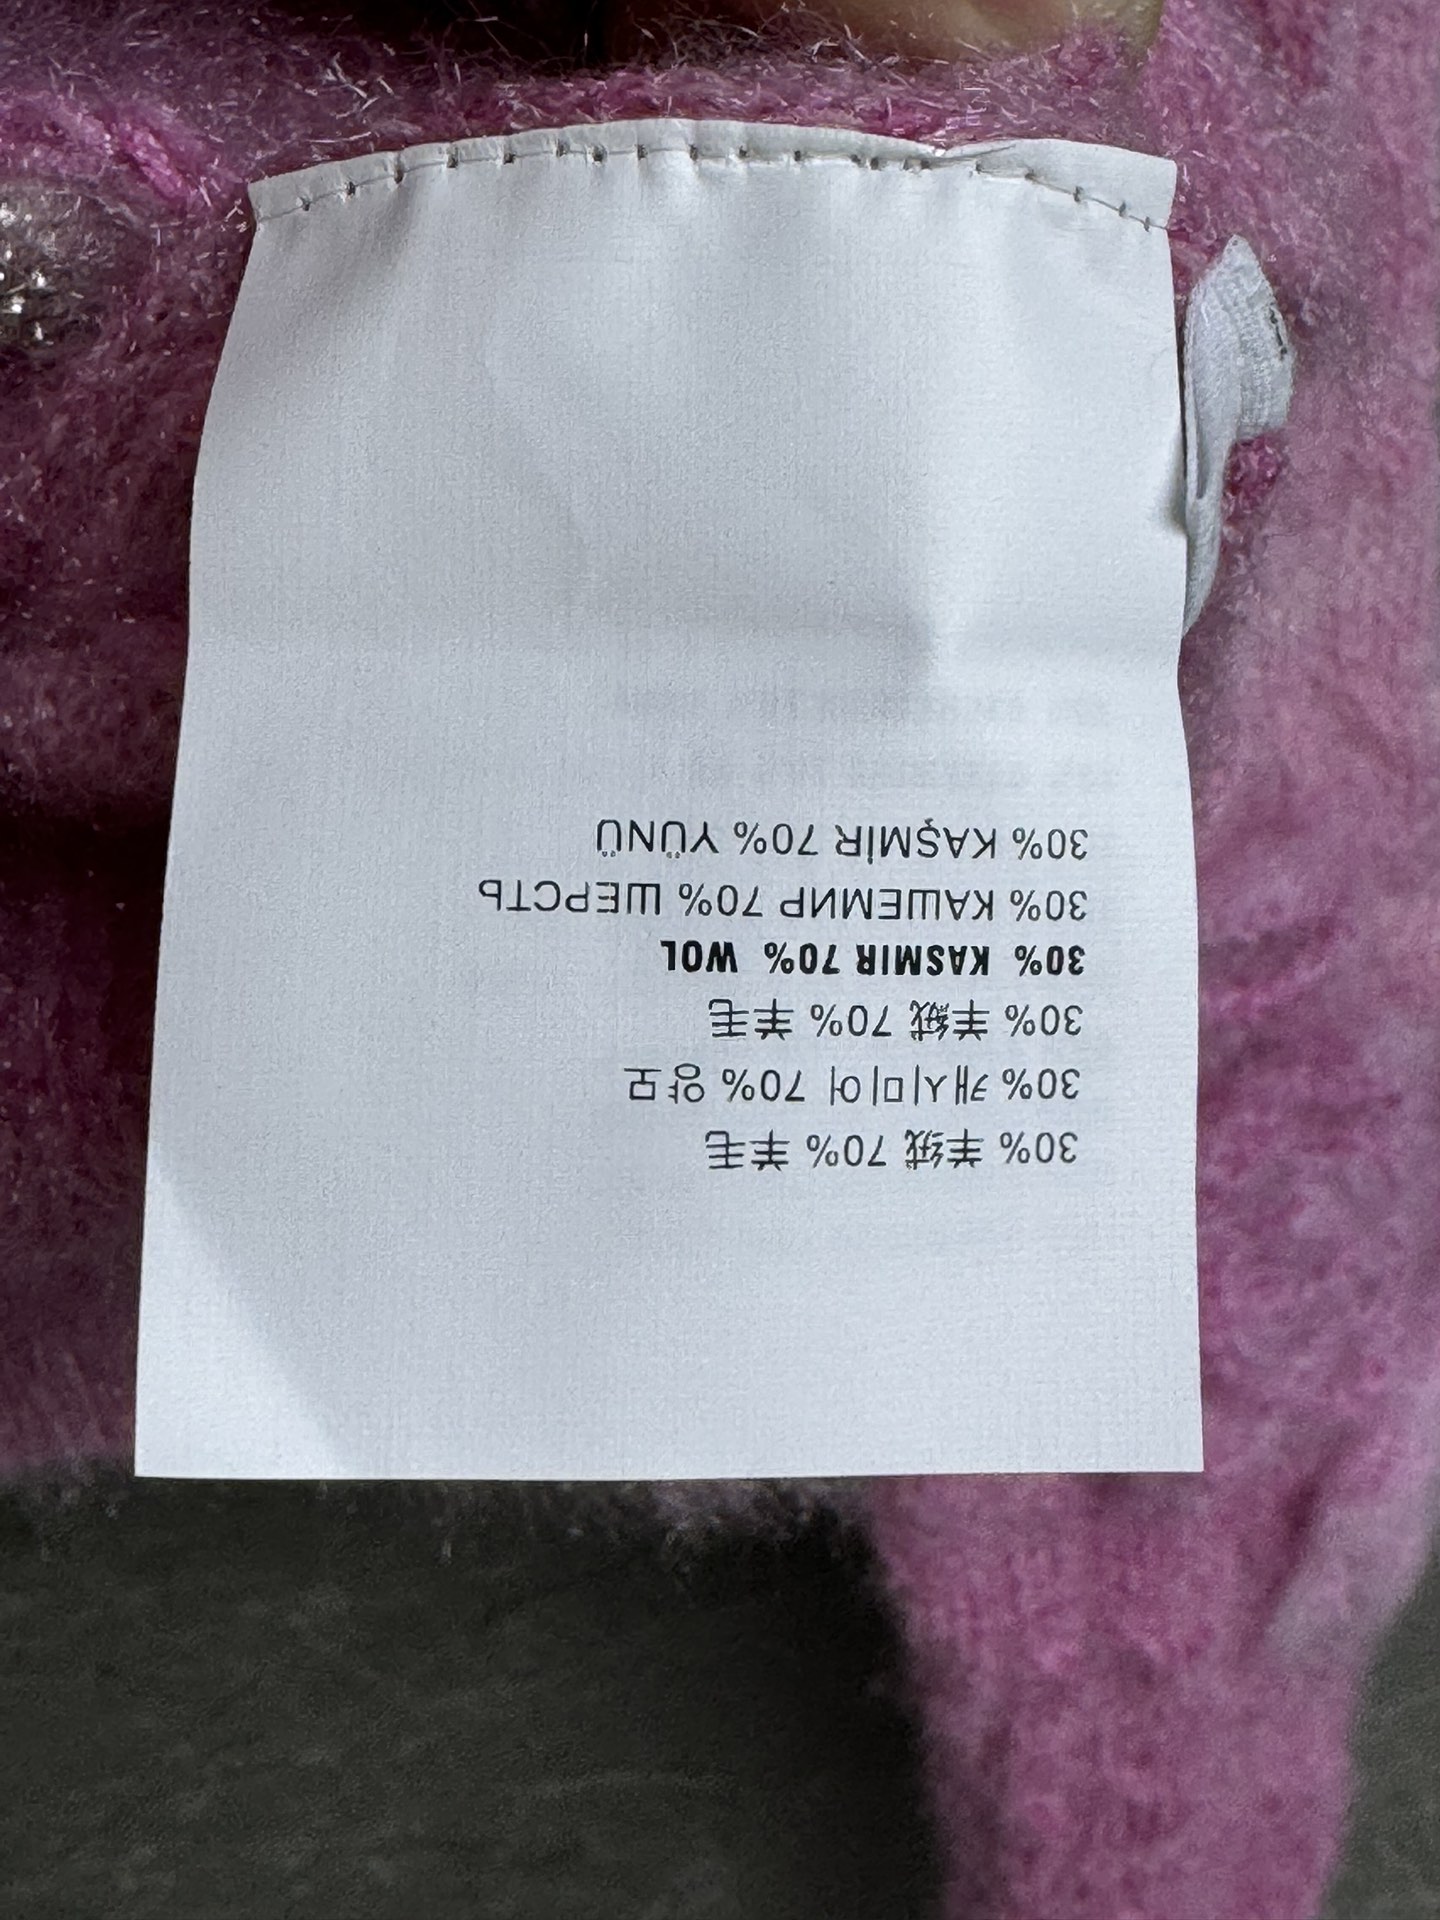 30% 羊绒 70% 羊毛
30% 캐시미어 70% 양모
30% 羊绒 70% 羊毛
30% KASMIR 70% WOL
30% КАШЕМИР 70% ШЕРСТЬ
30% KAŞMİR 70% YÜNÜ